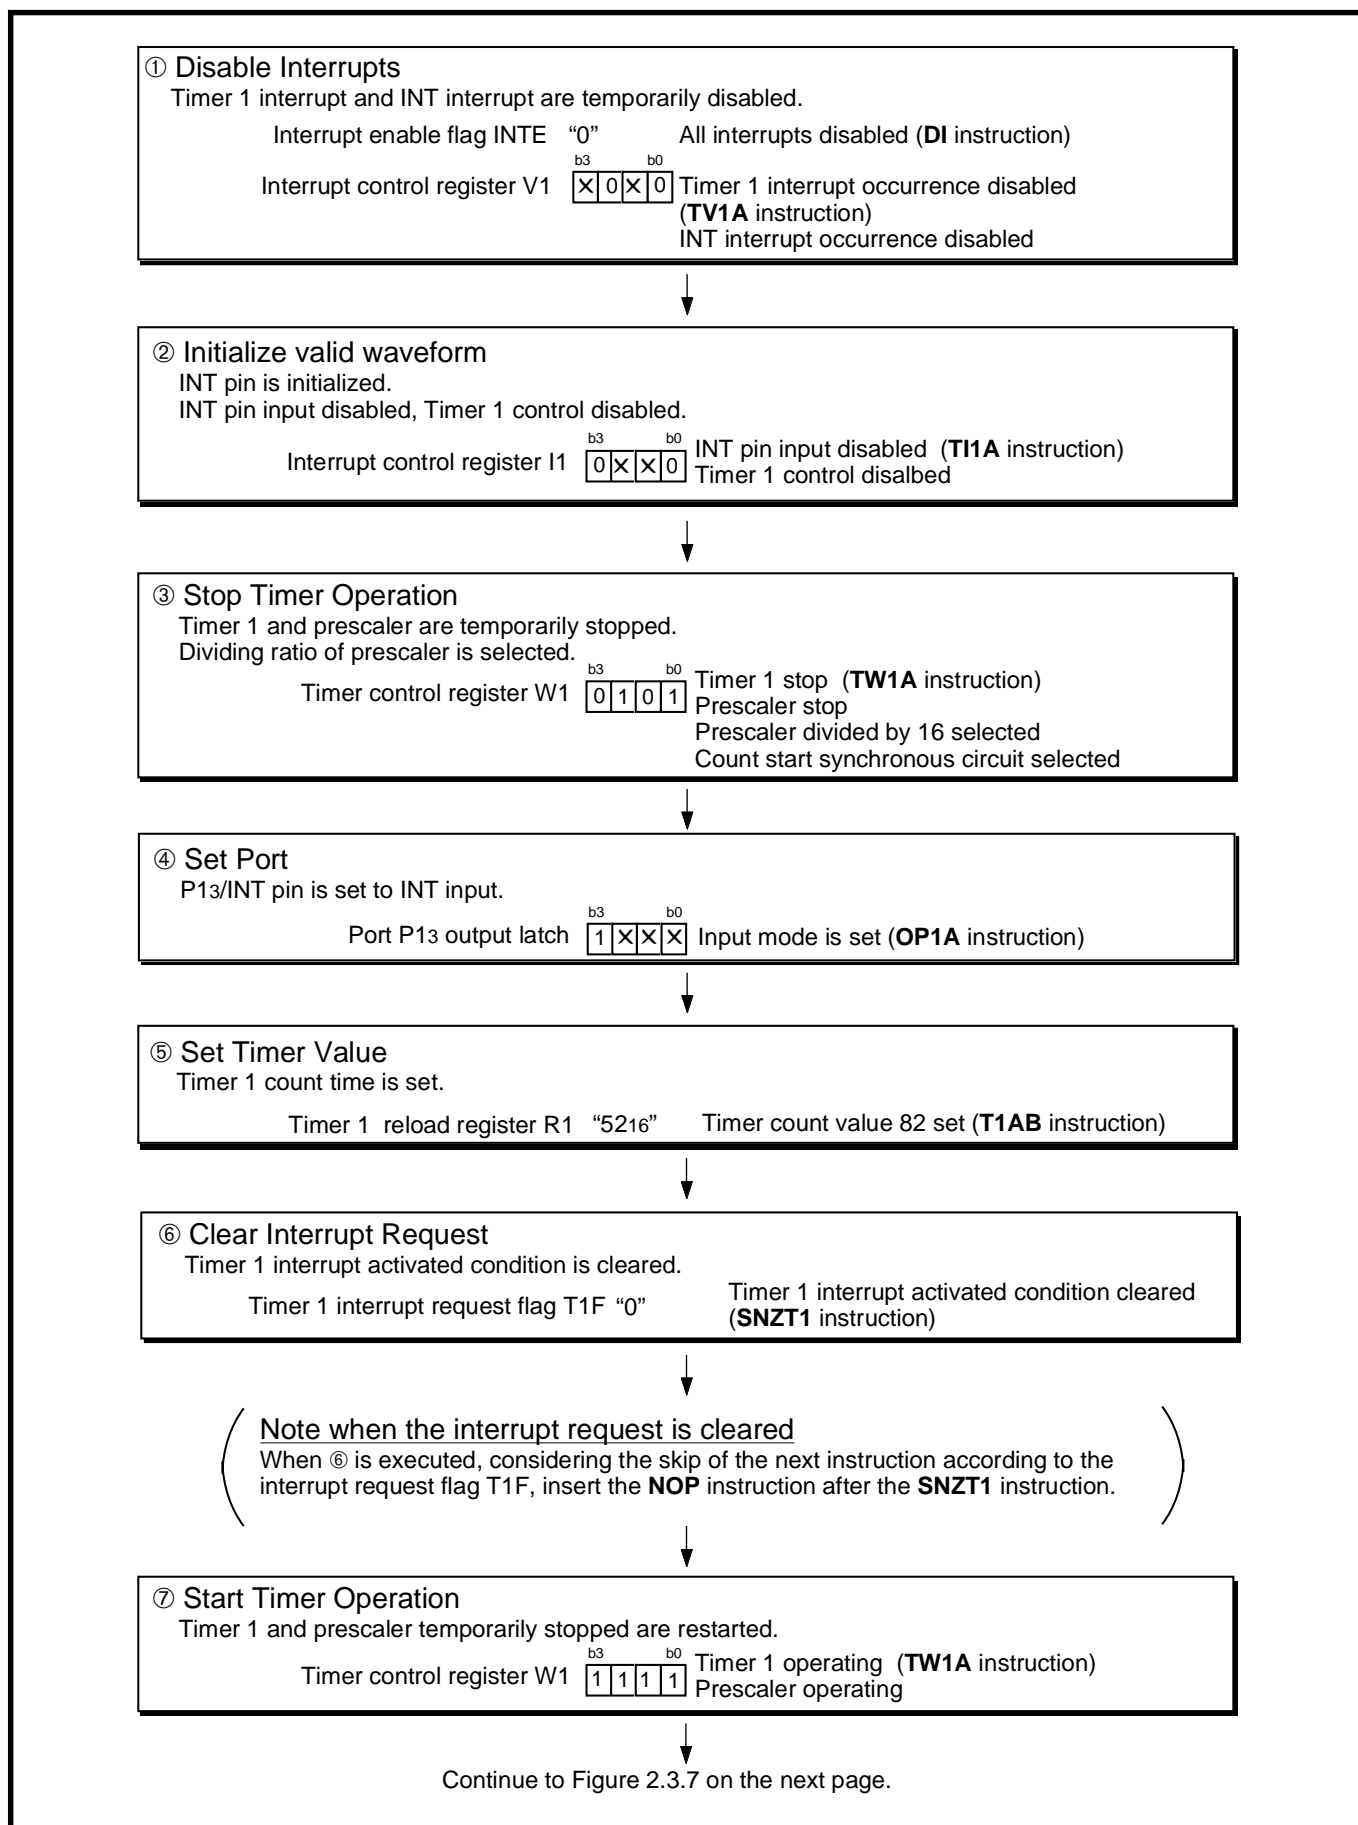 ① Disable Interrupts
Timer 1 interrupt and INT interrupt are temporarily disabled.
Interrupt enable flag INTE “0” All interrupts disabled (DI instruction)
b3 b0
Interrupt control register V1 ✕ 0 ✕ 0 Timer 1 interrupt occurrence disabled
(TV1A instruction)
INT interrupt occurrence disabled
② Initialize valid waveform
INT pin is initialized.
INT pin input disabled, Timer 1 control disabled.
b3 b0
Interrupt control register I1 0 ✕ ✕ 0 INT pin input disabled (TI1A instruction)
Timer 1 control disalbed
③ Stop Timer Operation
Timer 1 and prescaler are temporarily stopped.
Dividing ratio of prescaler is selected.
b3 b0
Timer control register W1 0 1 0 1 Timer 1 stop (TW1A instruction)
Prescaler stop
Prescaler divided by 16 selected
Count start synchronous circuit selected
④ Set Port
P13/INT pin is set to INT input.
b3 b0
Port P13 output latch 1 ✕ ✕ ✕ Input mode is set (OP1A instruction)
⑤ Set Timer Value
Timer 1 count time is set.
Timer 1 reload register R1 “5216” Timer count value 82 set (T1AB instruction)
⑥ Clear Interrupt Request
Timer 1 interrupt activated condition is cleared.
Timer 1 interrupt request flag T1F “0” Timer 1 interrupt activated condition cleared
(SNZT1 instruction)
Note when the interrupt request is cleared
When ⑥ is executed, considering the skip of the next instruction according to the
interrupt request flag T1F, insert the NOP instruction after the SNZT1 instruction.
⑦ Start Timer Operation
Timer 1 and prescaler temporarily stopped are restarted.
b3 b0
Timer control register W1 1 1 1 1 Timer 1 operating (TW1A instruction)
Prescaler operating
Continue to Figure 2.3.7 on the next page.